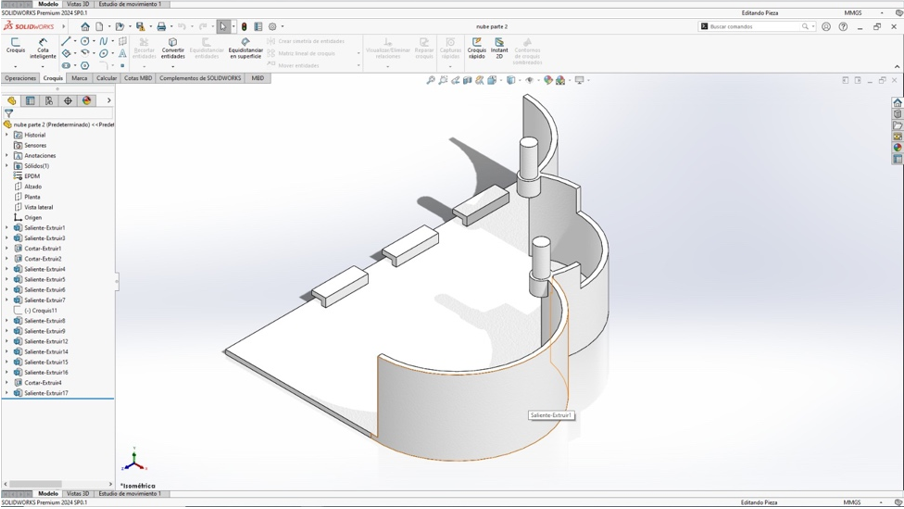 Modelo Vistas 3D Estudio de movimiento 1
SOLIDWORKS Premium 2024 SP0.1 Editando Pieza MMGS
SOLIDWORKS nube parte 2 Buscar comandos
Croquis Cota inteligente Recortar entidades Convertir entidades Equidistanciar entidades Equidistanciar en superficie Crear simetría de entidades Matriz lineal de croquis Mover entidades Visualizar/Eliminar relaciones Reparar croquis Capturas rápidas Croquis rápido Instant 2D
Operaciones Croquis Marca Calcular Cotas MBD Complementos de SOLIDWORKS MBD
nube parte 2 (Predeterminado) <<Predet
Historial
Sensores
Anotaciones
Sólidos(1)
EPDM
Alzado
Planta
Vista lateral
Origen
Saliente-Extruir1
Saliente-Extruir3
Cortar-Extruir1
Cortar-Extruir2
Saliente-Extruir4
Saliente-Extruir5
Saliente-Extruir6
Saliente-Extruir7
(-) Croquis11
Saliente-Extruir8
Saliente-Extruir9
Saliente-Extruir12
Saliente-Extruir14
Saliente-Extruir15
Saliente-Extruir16
Cortar-Extruir4
Saliente-Extruir17
Saliente-Extruir1
*Isométrica
Modelo Vistas 3D Estudio de movimiento 1
SOLIDWORKS Premium 2024 SP0.1 Editando Pieza MMGS